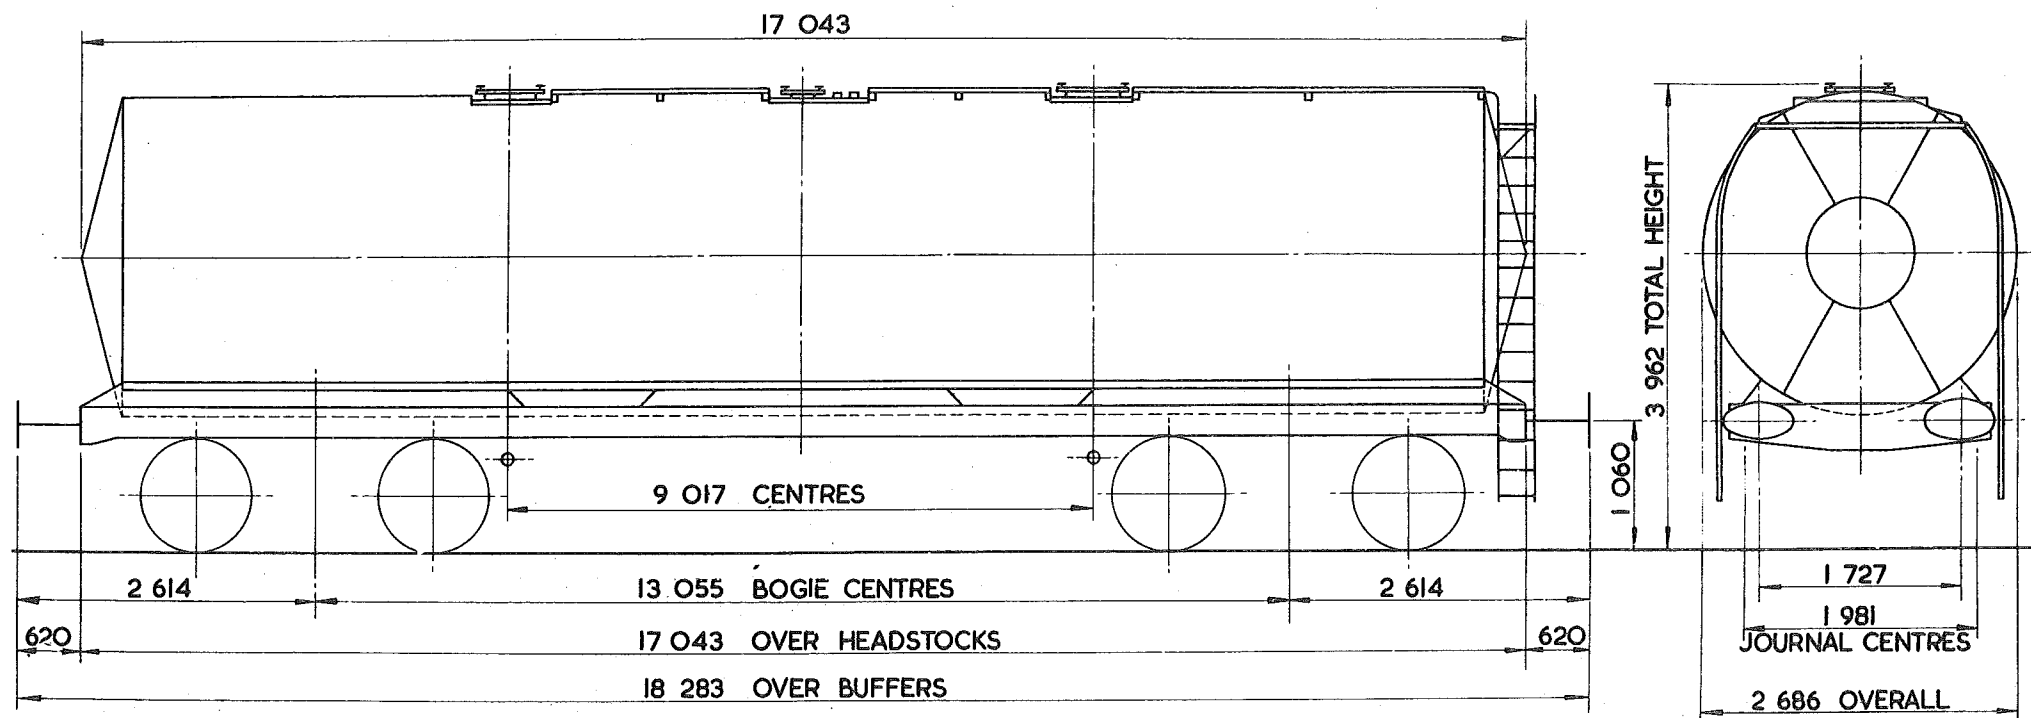 17 043
3 962 TOTAL HEIGHT
1 060
9 017 CENTRES
2 614
13 055 BOGIE CENTRES
2 614
1 727
620
17 043 OVER HEADSTOCKS
620
1 981
JOURNAL CENTRES
18 283 OVER BUFFERS
2 686 OVERALL